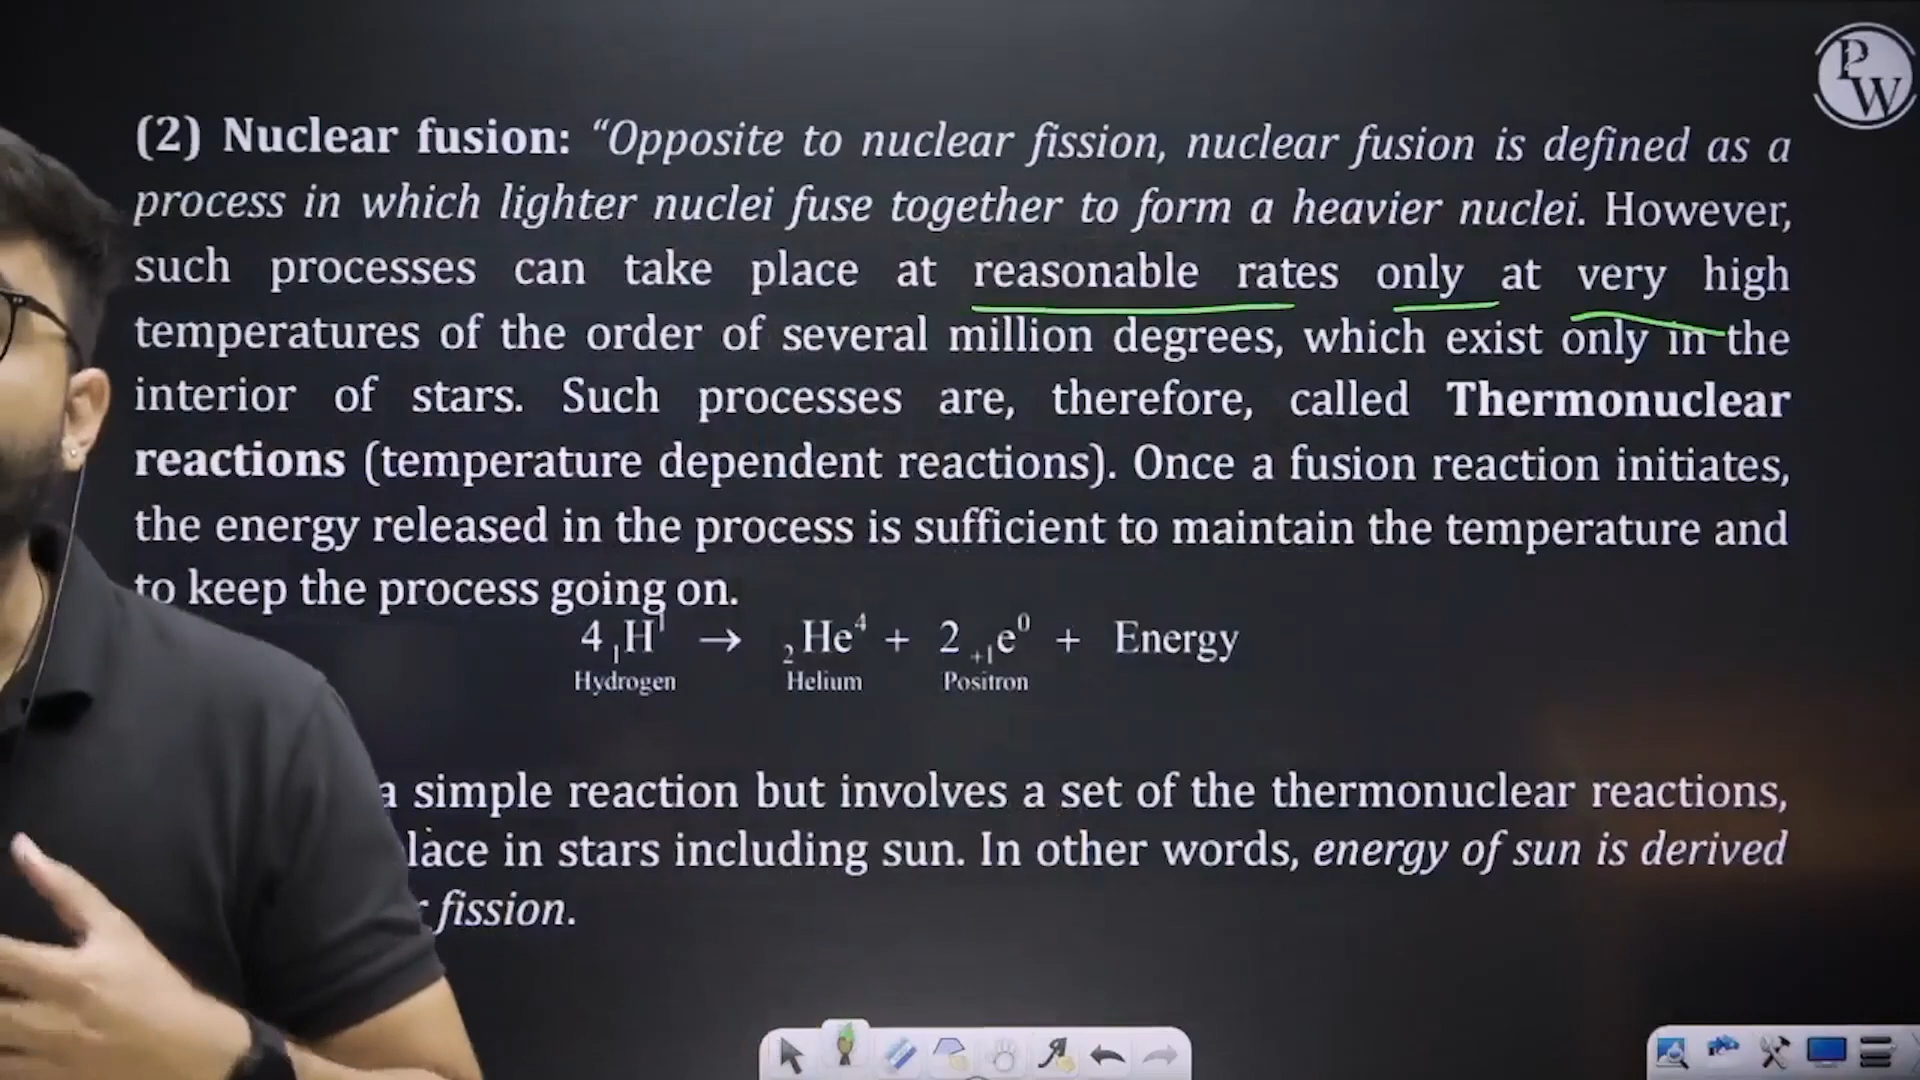 PW
(2) Nuclear fusion: “Opposite to nuclear fission, nuclear fusion is defined as a
process in which lighter nuclei fuse together to form a heavier nuclei. However,
such processes can take place at reasonable rates only at very high
temperatures of the order of several million degrees, which exist only in the
interior of stars. Such processes are, therefore, called Thermonuclear
reactions (temperature dependent reactions). Once a fusion reaction initiates,
the energy released in the process is sufficient to maintain the temperature and
to keep the process going on.
4 ₁H¹ → ₂He⁴ + 2 ₊₁e⁰ + Energy
Hydrogen Helium Positron
a simple reaction but involves a set of the thermonuclear reactions,
lace in stars including sun. In other words, energy of sun is derived
fission.